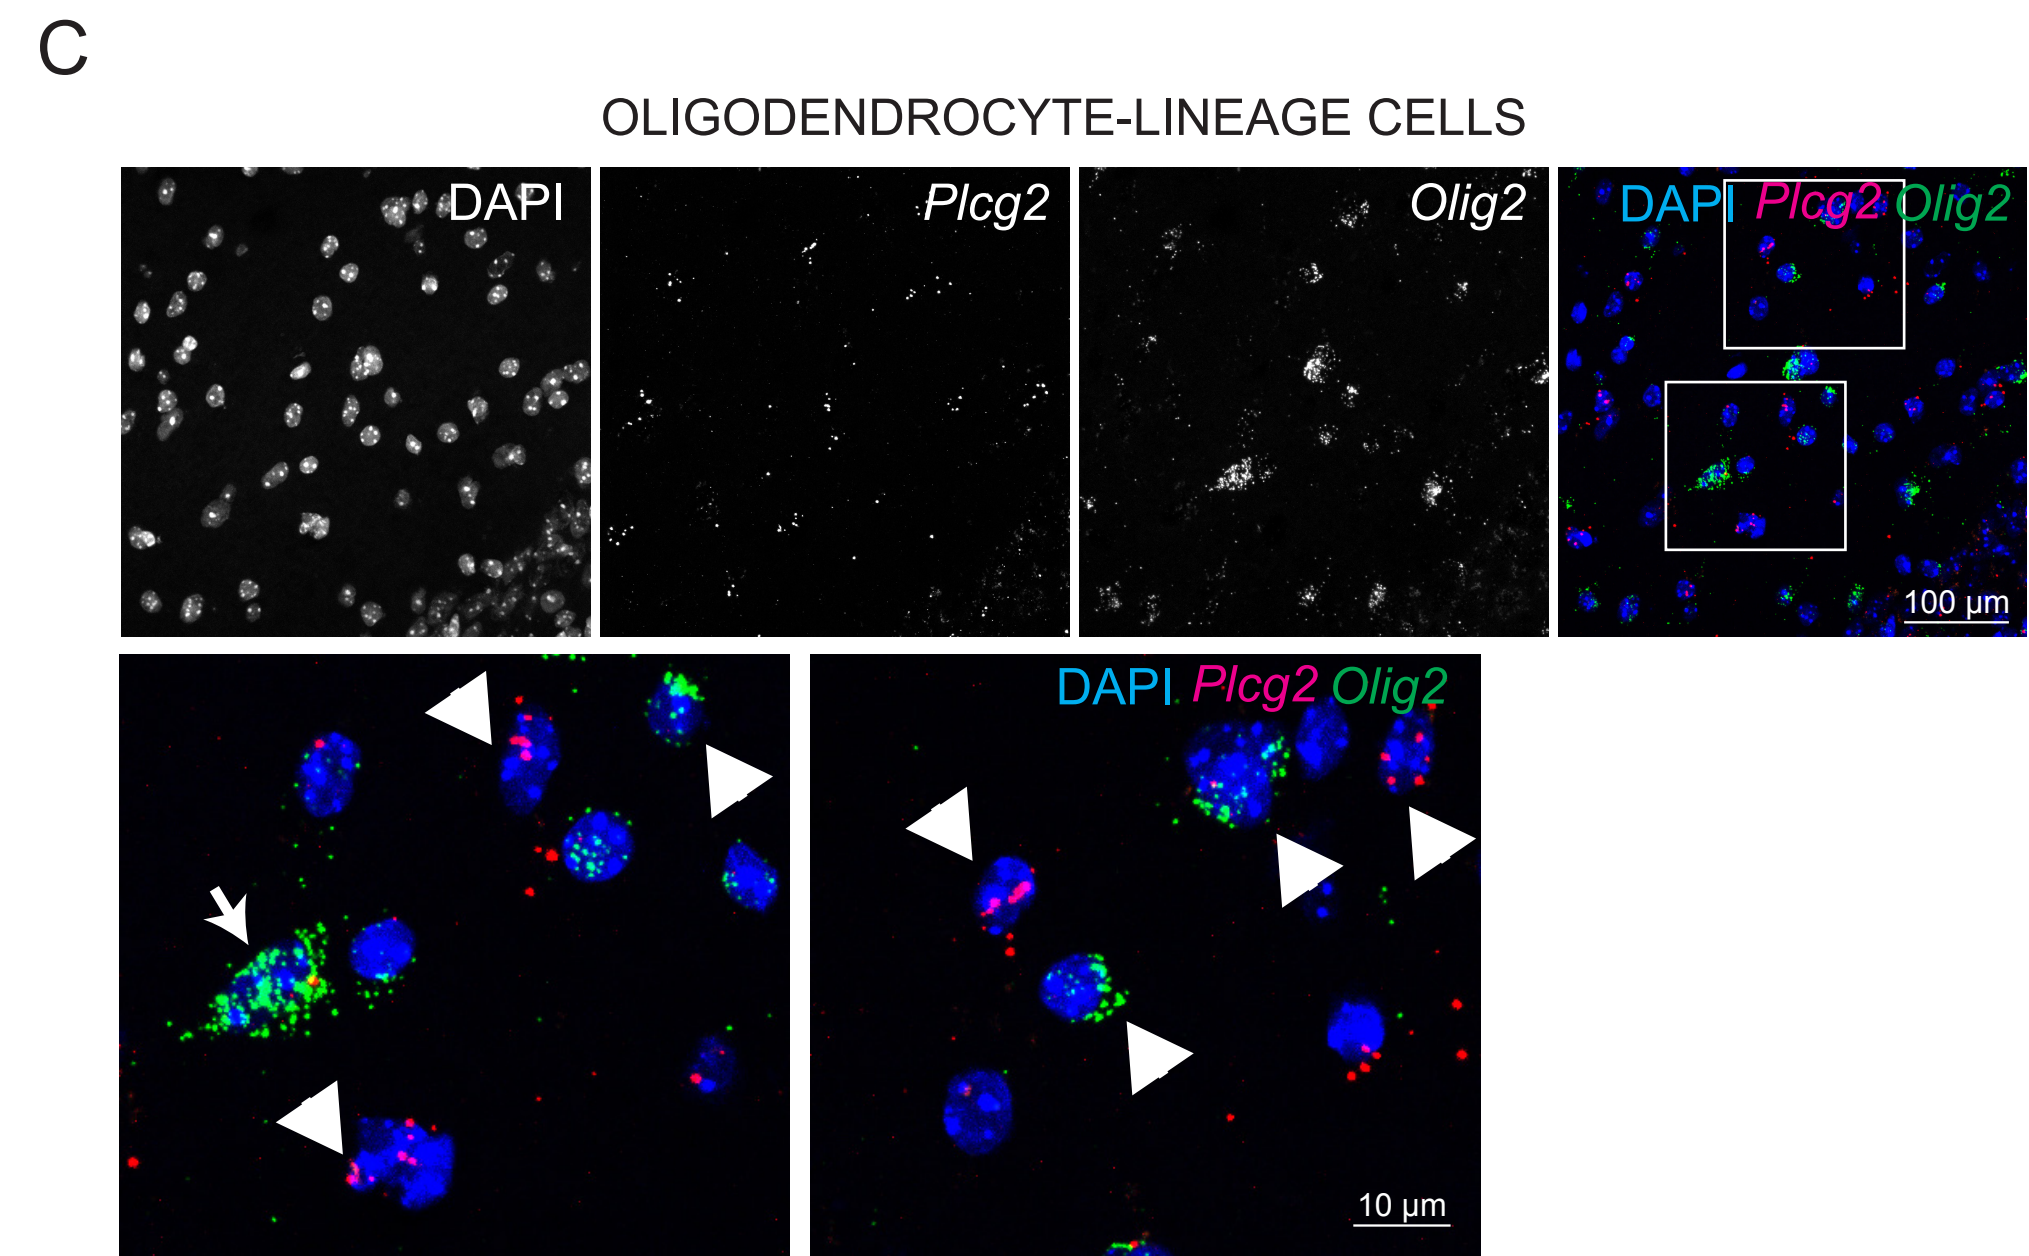 C
OLIGODENDROCYTE-LINEAGE CELLS
DAPI
Plcg2
Olig2
DAPI Plcg2 Olig2
100 µm
DAPI Plcg2 Olig2
10 µm